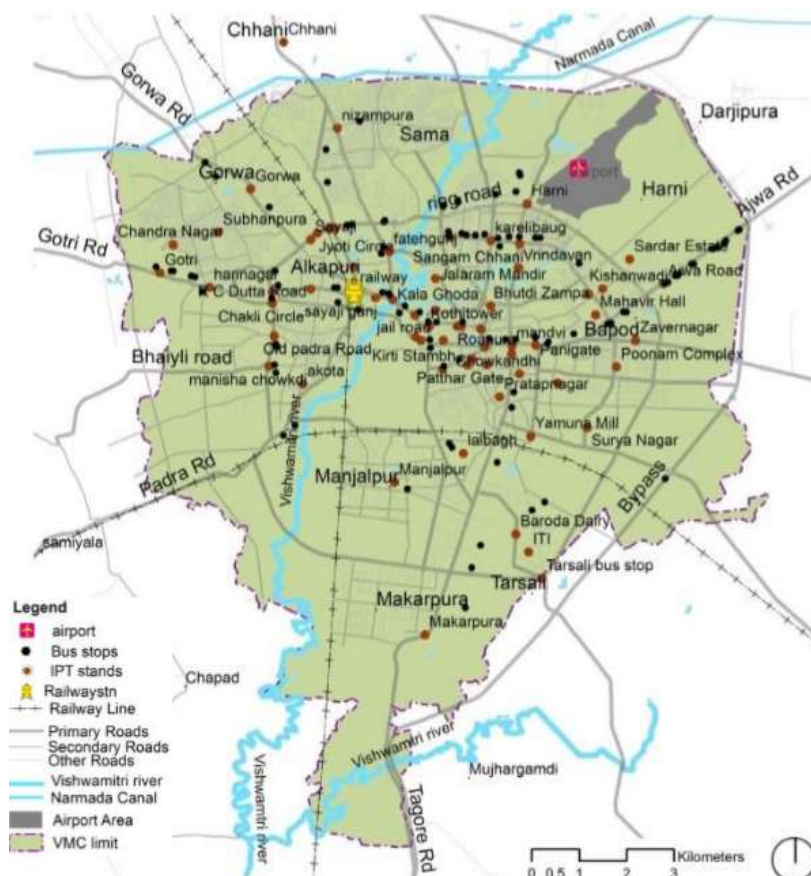 Chhani Chhani
Narmada Canal
Gorwa Rd
nizampura
Sama
Darjipura
Gorwa Gorwa
ring road
Harni
Harni
Ajwa Rd
Subhanpura
Chandra Nagar
karelibaug
Jyoti Circle
fatehgunj
Sangam Chhani
Vrindavan
Sardar Estate
Gotri Rd
Gotri
harinagar
Alkapuri
railway
Jalaram Mandir
Kishanwadi
Ajwa Road
K C Dutta Road
Kala Ghoda
Bhutdi Zampa
Mahavir Hall
Chakli Circle
sayaji gunj
jail road
mandvi
Bapod
Zavernagar
Bhaiyli road
Old padra Road
Kirti Stambh
Chowkandhi
Panigate
Poonam Complex
manisha chowkdi
akota
Patthar Gate
Pratapnagar
Vishwamitri river
Yamuna Mill
Surya Nagar
lalbagh
Padra Rd
Manjalpur
Manjalpur
Bypass
samiyala
Baroda Dairy
ITI
Tarsali
Tarsali bus stop
Makarpura
Makarpura
Legend
airport
Bus stops
IPT stands
Railwaystn
Railway Line
Primary Roads
Secondary Roads
Other Roads
Vishwamitri river
Narmada Canal
Airport Area
VMC limit
Chapad
Vishwamtri river
Vishwamtri river
Mujhargamdi
Tagore Rd
0 0.5 1 2 3
Kilometers